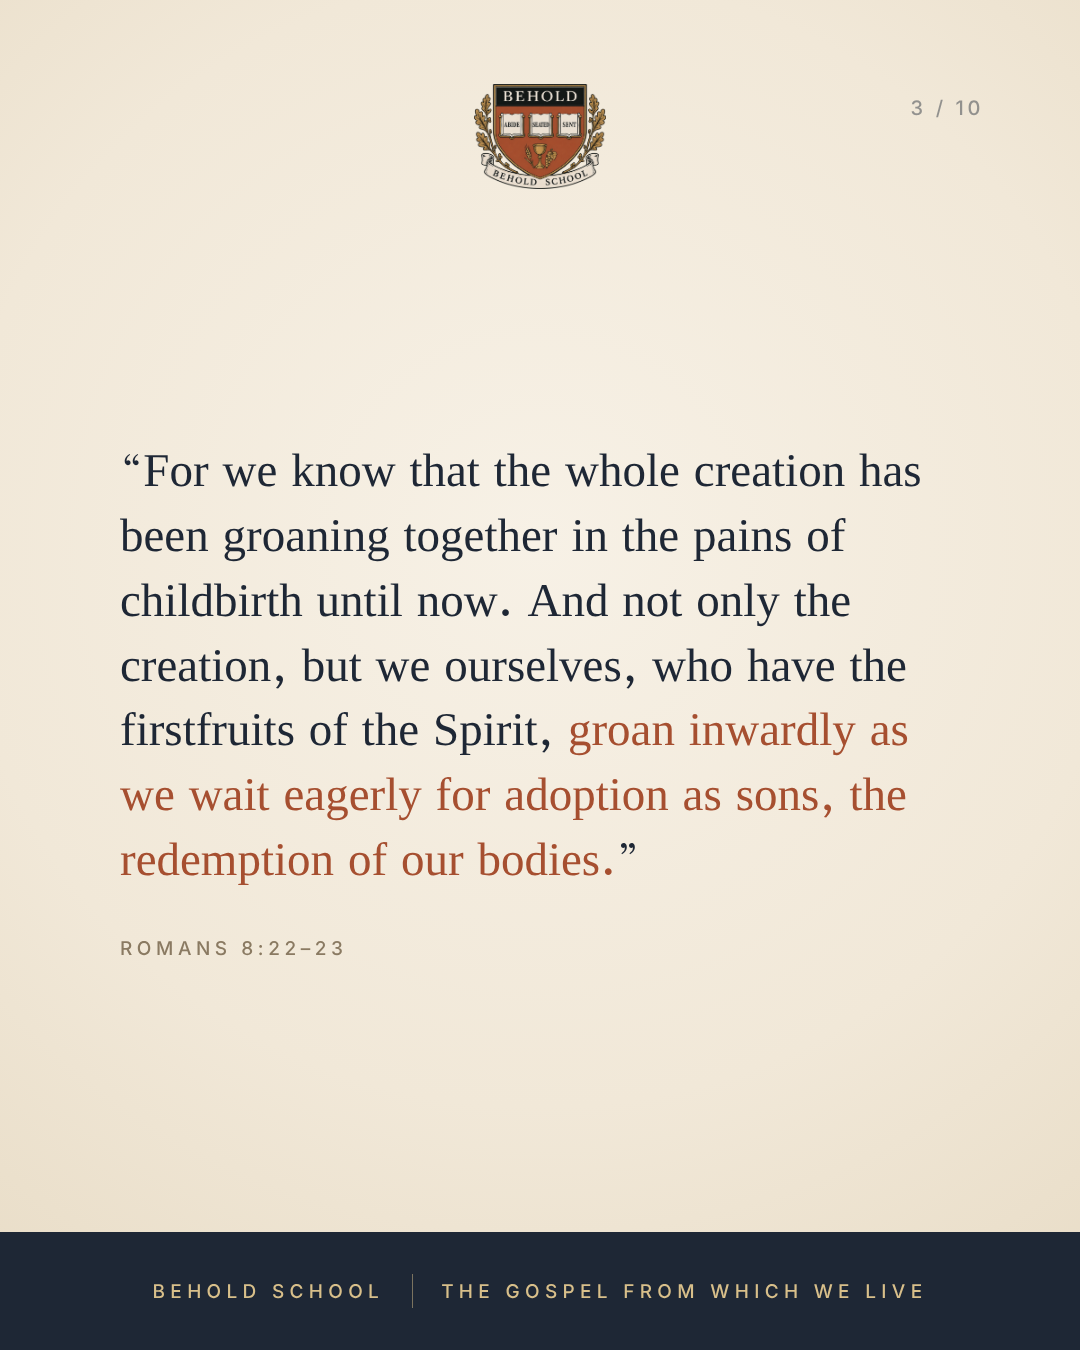 BEHOLD
ABIDE
SENT
BEHOLD SCHOOL
3 / 10
“For we know that the whole creation has
been groaning together in the pains of
childbirth until now. And not only the
creation, but we ourselves, who have the
firstfruits of the Spirit, groan inwardly as
we wait eagerly for adoption as sons, the
redemption of our bodies.”
ROMANS 8:22–23
BEHOLD SCHOOL | THE GOSPEL FROM WHICH WE LIVE